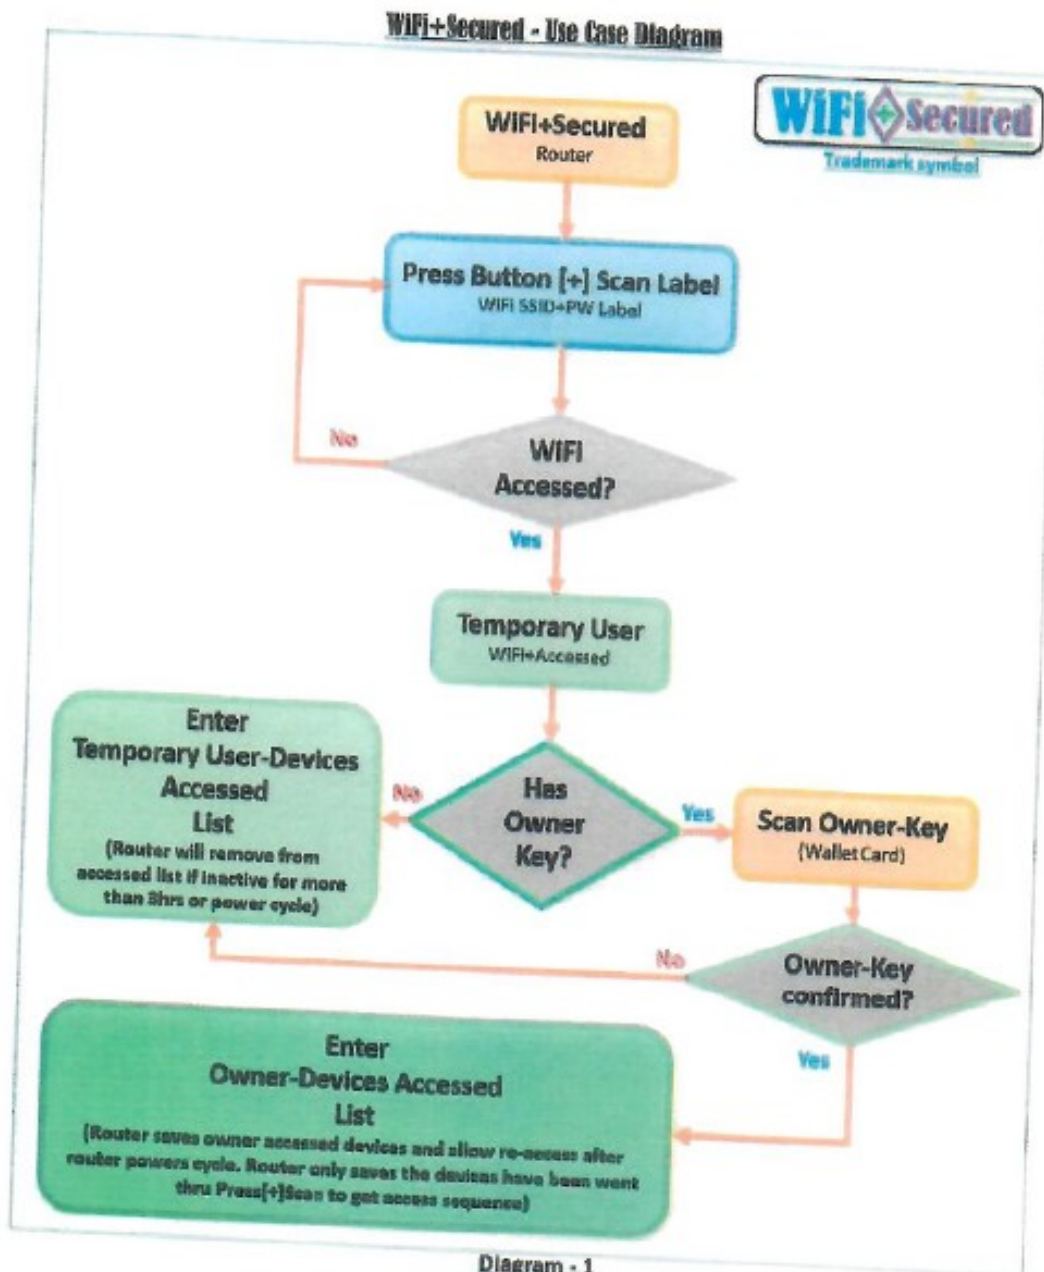 WiFi+Secured - Use Case Diagram
WiFi+Secured
Trademark symbol
WiFi+Secured
Router
Press Button [+] Scan Label
WiFi SSID+PW Label
No
WiFi
Accessed?
Yes
Temporary User
WiFi+Accessed
Enter
Temporary User-Devices
Accessed
List
(Router will remove from
accessed list if inactive for more
than 3hrs or power cycle)
No
Has
Owner
Key?
Yes
Scan Owner-Key
(Wallet Card)
No
Owner-Key
confirmed?
Yes
Enter
Owner-Devices Accessed
List
(Router saves owner accessed devices and allow re-access after
router powers cycle. Router only saves the devices have been went
thru Press[+]Scan to get access sequence)
Diagram - 1